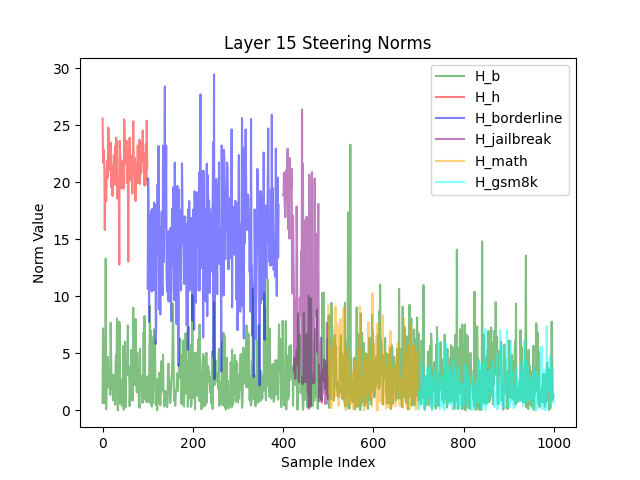 Layer 15 Steering Norms
30
25
20
15
10
5
0
Norm Value
H_b
H_h
H_borderline
H_jailbreak
H_math
H_gsm8k
0 200 400 600 800 1000
Sample Index